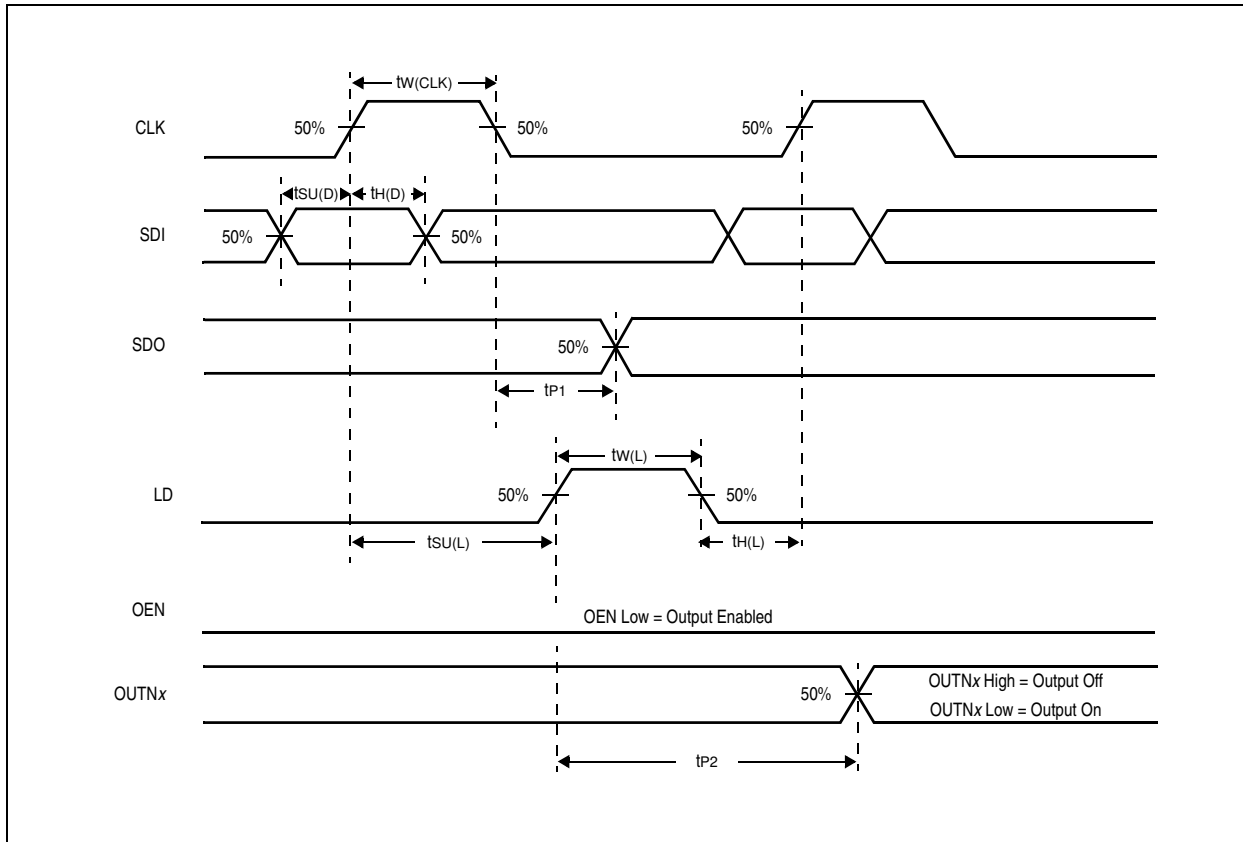 tW(CLK)
CLK
50%
50%
50%
tSU(D)
tH(D)
SDI
50%
50%
SDO
50%
tP1
tW(L)
LD
50%
50%
tSU(L)
tH(L)
OEN
OEN Low = Output Enabled
OUTNx
50%
OUTNx High = Output Off
OUTNx Low = Output On
tP2